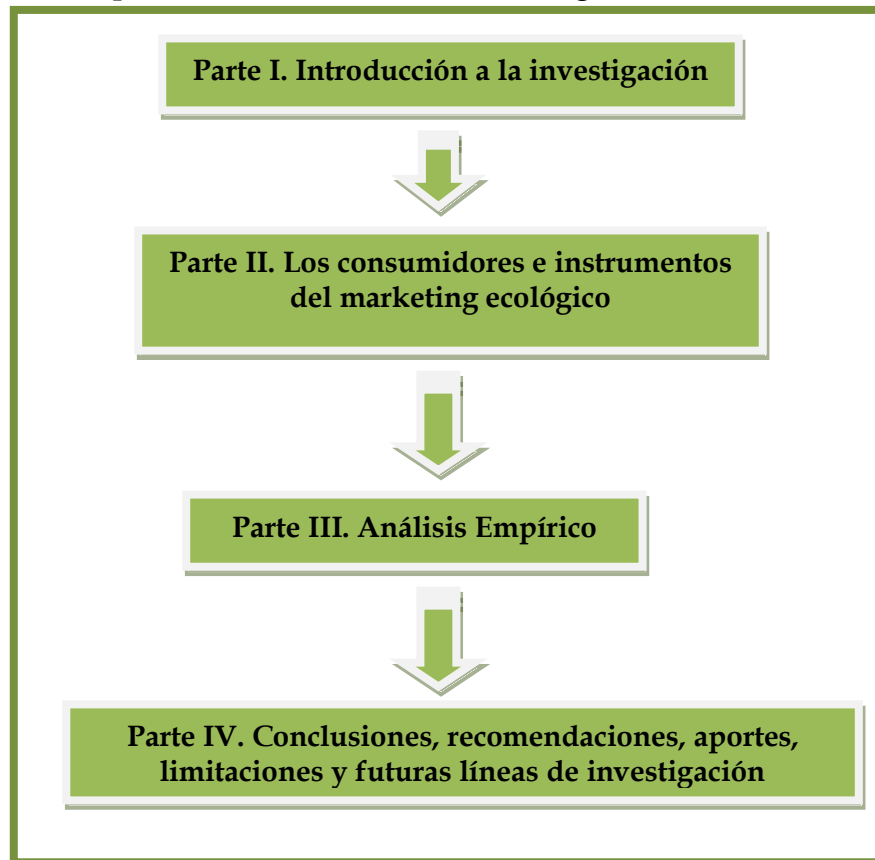 Parte I. Introducción a la investigación
Parte II. Los consumidores e instrumentos
del marketing ecológico
Parte III. Análisis Empírico
Parte IV. Conclusiones, recomendaciones, aportes,
limitaciones y futuras líneas de investigación